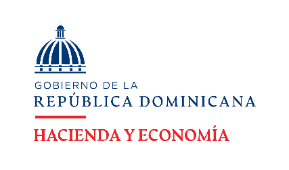 GOBIERNO DE LA
REPÚBLICA DOMINICANA
HACIENDA Y ECONOMÍA